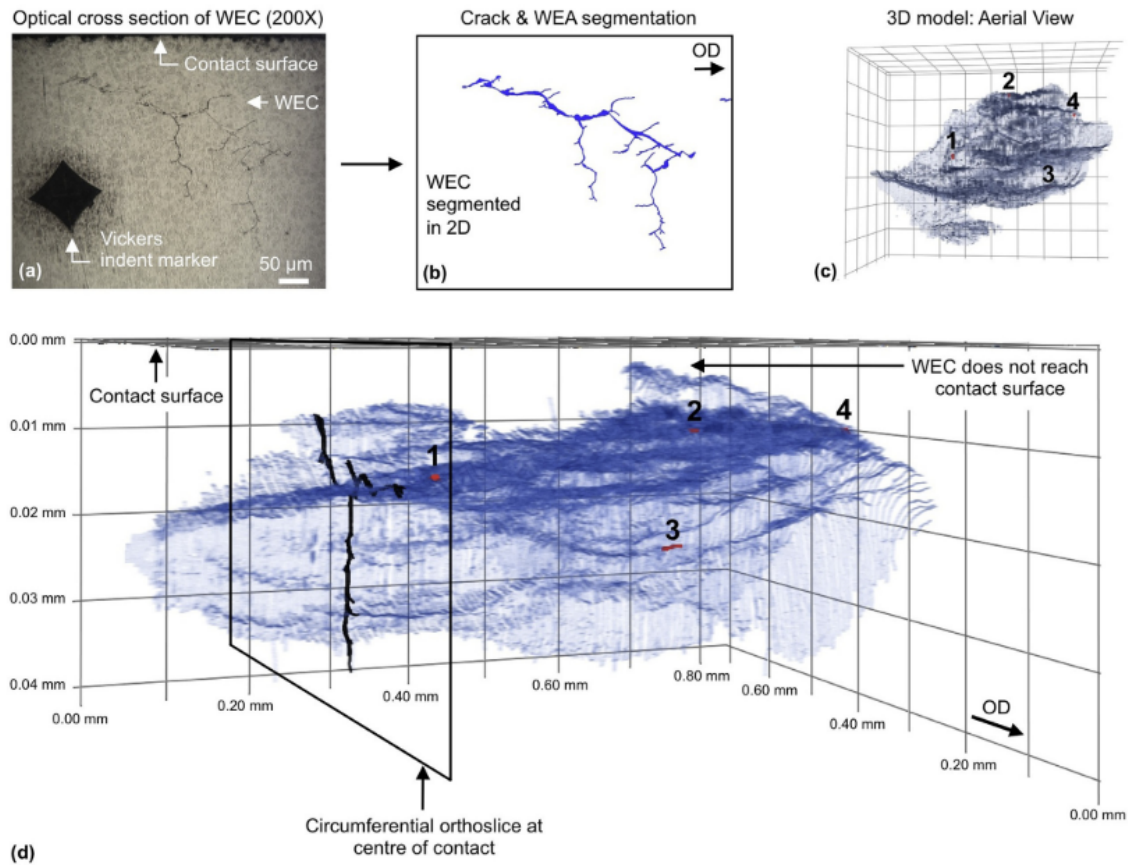 Optical cross section of WEC (200X)
Contact surface
WEC
Vickers
indent marker
50 µm
(a)
Crack & WEA segmentation
OD
WEC
segmented
in 2D
(b)
3D model: Aerial View
2
4
1
3
(c)
0.00 mm
Contact surface
WEC does not reach
contact surface
2
4
0.01 mm
1
0.02 mm
3
0.03 mm
0.04 mm
0.00 mm
0.20 mm
0.40 mm
0.60 mm
0.80 mm
0.60 mm
0.40 mm
OD
0.20 mm
0.00 mm
Circumferential orthoslice at
centre of contact
(d)